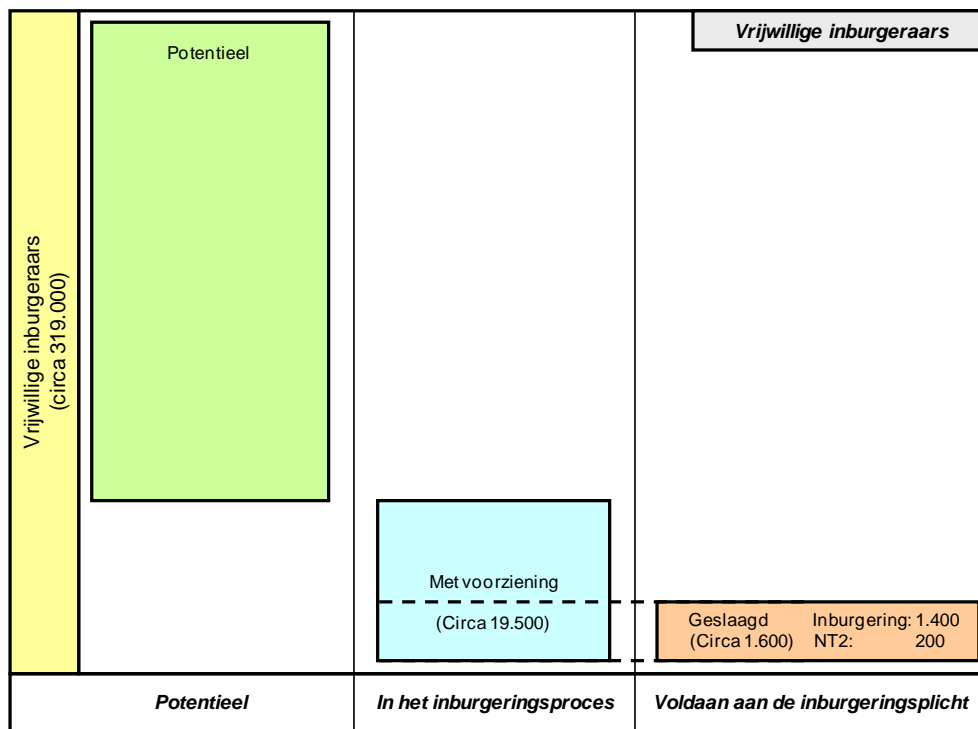 Vrijwillige inburgeraars
Potentieel
Vrijwillige inburgeraars
(circa 319.000)
Met voorziening
(Circa 19.500)
Geslaagd Inburgering: 1.400
(Circa 1.600) NT2: 200
Potentieel
In het inburgeringsproces
Voldaan aan de inburgeringsplicht